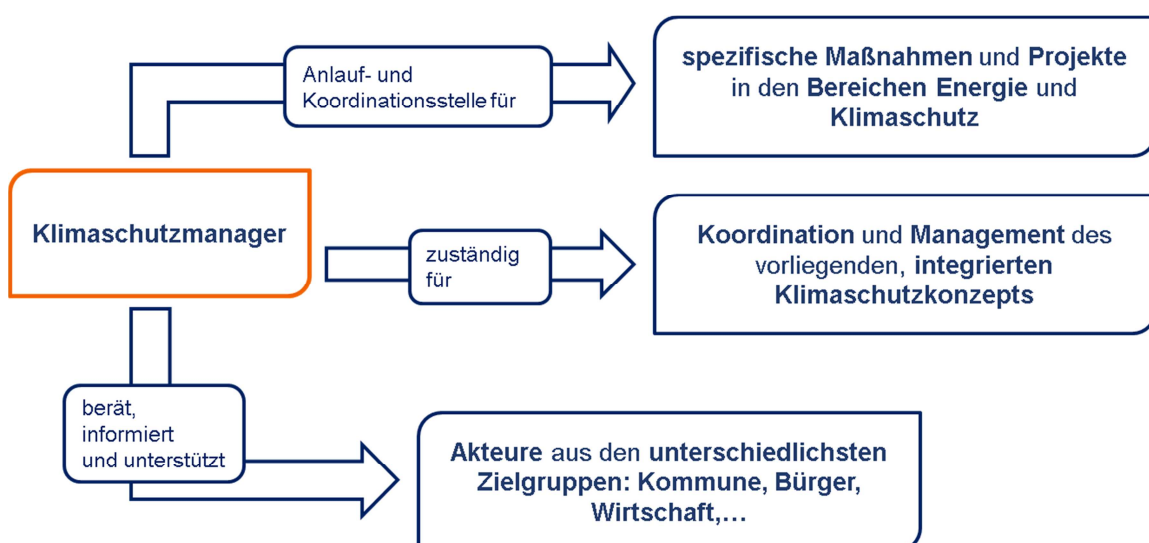 Anlauf- und
Koordinationsstelle für
spezifische Maßnahmen und Projekte
in den Bereichen Energie und
Klimaschutz
Klimaschutzmanager
zuständig
für
Koordination und Management des
vorliegenden, integrierten
Klimaschutzkonzepts
berät,
informiert
und unterstützt
Akteure aus den unterschiedlichsten
Zielgruppen: Kommune, Bürger,
Wirtschaft,…